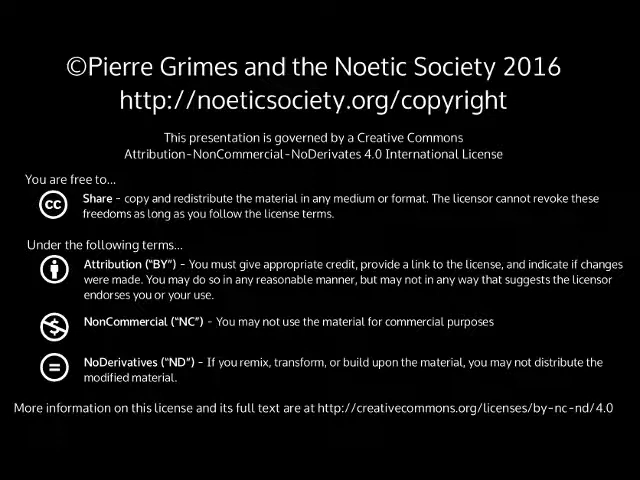 ©Pierre Grimes and the Noetic Society 2016
http://noeticsociety.org/copyright
This presentation is governed by a Creative Commons
Attribution-NonCommercial-NoDerivates 4.0 International License
You are free to...
Share - copy and redistribute the material in any medium or format. The licensor cannot revoke these
freedoms as long as you follow the license terms.
Under the following terms...
Attribution ("BY") - You must give appropriate credit, provide a link to the license, and indicate if changes
were made. You may do so in any reasonable manner, but may not in any way that suggests the licensor
endorses you or your use.
NonCommercial ("NC") - You may not use the material for commercial purposes
NoDerivatives ("ND") - If you remix, transform, or build upon the material, you may not distribute the
modified material.
More information on this license and its full text are at http://creativecommons.org/licenses/by-nc-nd/4.0